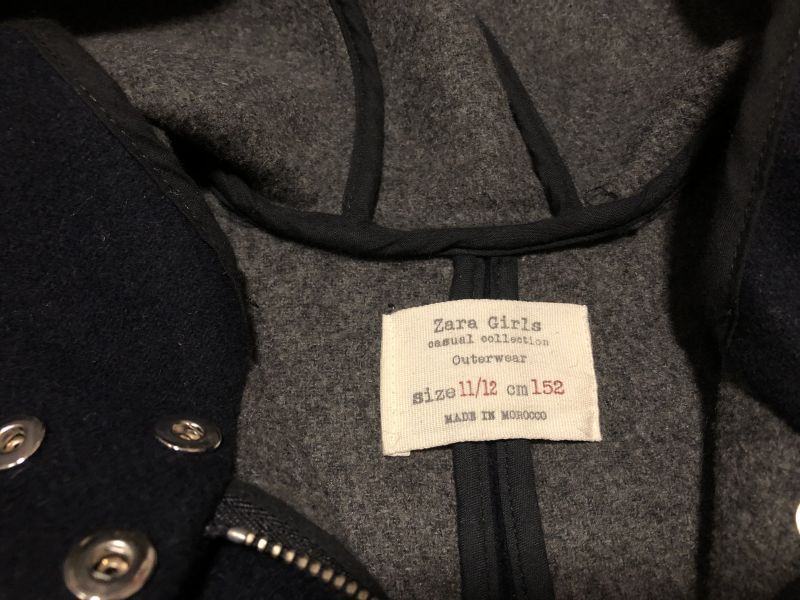 Zara Girls
casual collection
Outerwear
size 11/12 cm 152
MADE IN MOROCCO